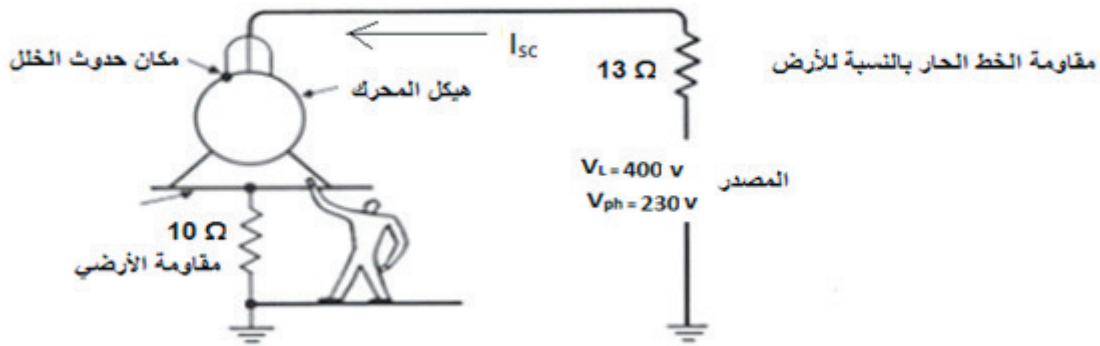 مكان حدوث الخلل
هيكل المحرك
Isc
13 Ω
مقاومة الخط الحار بالنسبة للأرض
VL = 400 v
Vph = 230 v
المصدر
10 Ω
مقاومة الأرضي